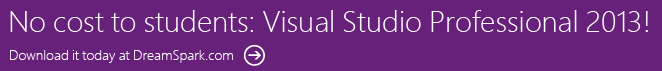 No cost to students: Visual Studio Professional 2013!
Download it today at DreamSpark.com